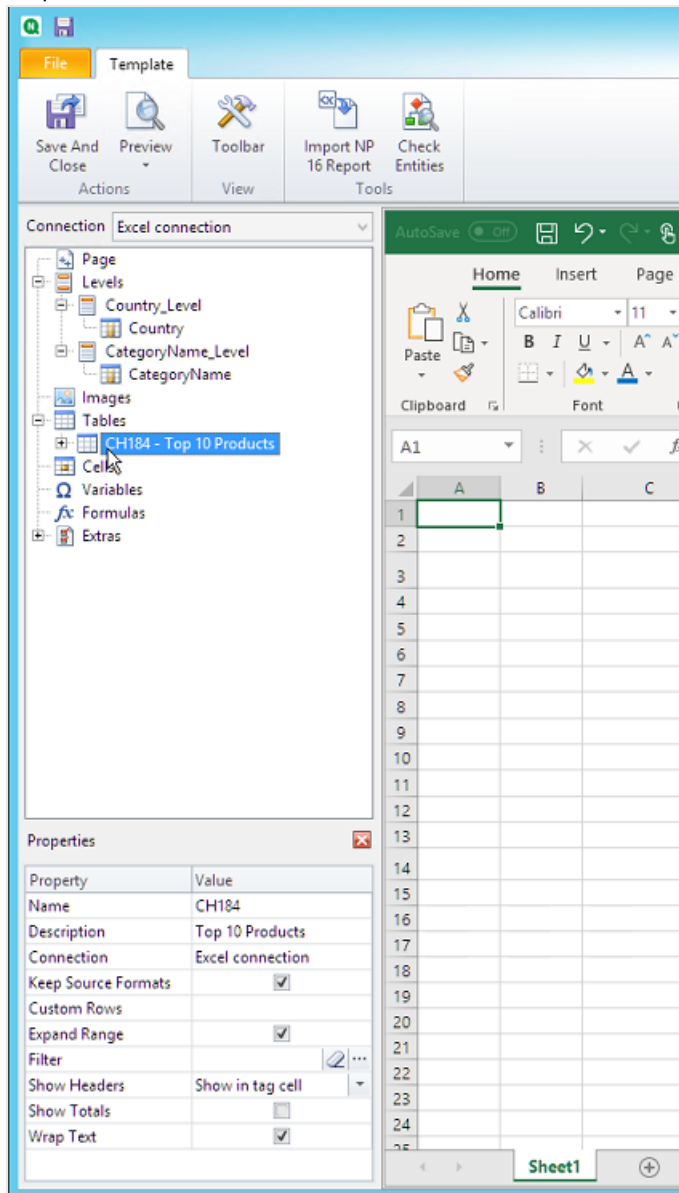 File Template
Save And Close
Preview
Toolbar
Import NP 16 Report
Check Entities
Actions View Tools
Connection Excel connection
Page
Levels
Country_Level
Country
CategoryName_Level
CategoryName
Images
Tables
CH184 - Top 10 Products
Cells
Variables
Formulas
Extras
Properties
Property Value
Name CH184
Description Top 10 Products
Connection Excel connection
Keep Source Formats
Custom Rows
Expand Range
Filter
Show Headers Show in tag cell
Show Totals
Wrap Text
AutoSave Off
Home Insert Page
Paste
Calibri 11
B I U A A
A
Clipboard Font
A1
A B C
1
2
3
4
5
6
7
8
9
10
11
12
13
14
15
16
17
18
19
20
21
22
23
24
25
Sheet1